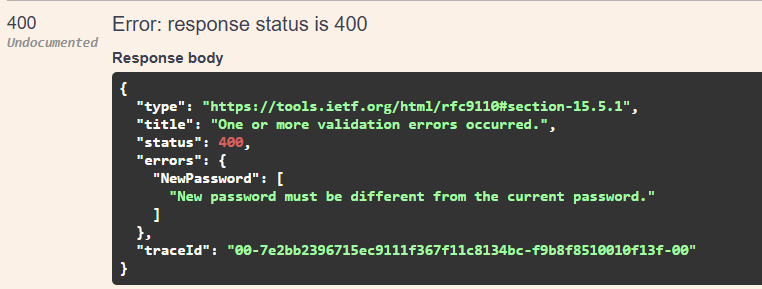 400
Undocumented
Error: response status is 400
Response body
{
  "type": "https://tools.ietf.org/html/rfc9110#section-15.5.1",
  "title": "One or more validation errors occurred.",
  "status": 400,
  "errors": {
    "NewPassword": [
      "New password must be different from the current password."
    ]
  },
  "traceId": "00-7e2bb2396715ec9111f367f11c8134bc-f9b8f8510010f13f-00"
}